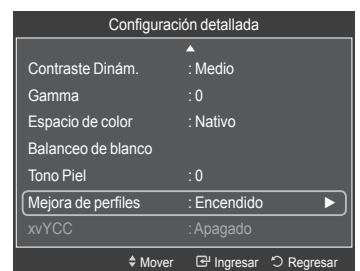 Configuración detallada
Contraste Dinám. : Medio
Gamma : 0
Espacio de color : Nativo
Balanceo de blanco
Tono Piel : 0
Mejora de perfiles : Encendido
xvYCC : Apagado
Mover Ingresar Regresar